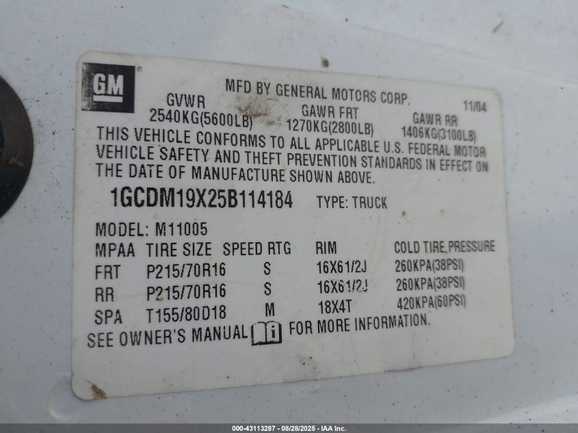 GM
MFD BY GENERAL MOTORS CORP. 11/04
GVWR GAWR FRT GAWR RR
2540KG(5600LB) 1270KG(2800LB) 1406KG(3100LB)
THIS VEHICLE CONFORMS TO ALL APPLICABLE U.S. FEDERAL MOTOR
VEHICLE SAFETY AND THEFT PREVENTION STANDARDS IN EFFECT ON
THE DATE OF MANUFACTURE SHOWN ABOVE.
1GCDM19X25B114184 TYPE: TRUCK
MODEL: M11005
MPAA TIRE SIZE SPEED RTG RIM COLD TIRE PRESSURE
FRT P215/70R16 S 16X61/2J 260KPA(38PSI)
RR P215/70R16 S 16X61/2J 260KPA(38PSI)
SPA T155/80D18 M 18X4T 420KPA(60PSI)
SEE OWNER'S MANUAL FOR MORE INFORMATION.
000-43113287 - 08/28/2025 - IAA Inc.